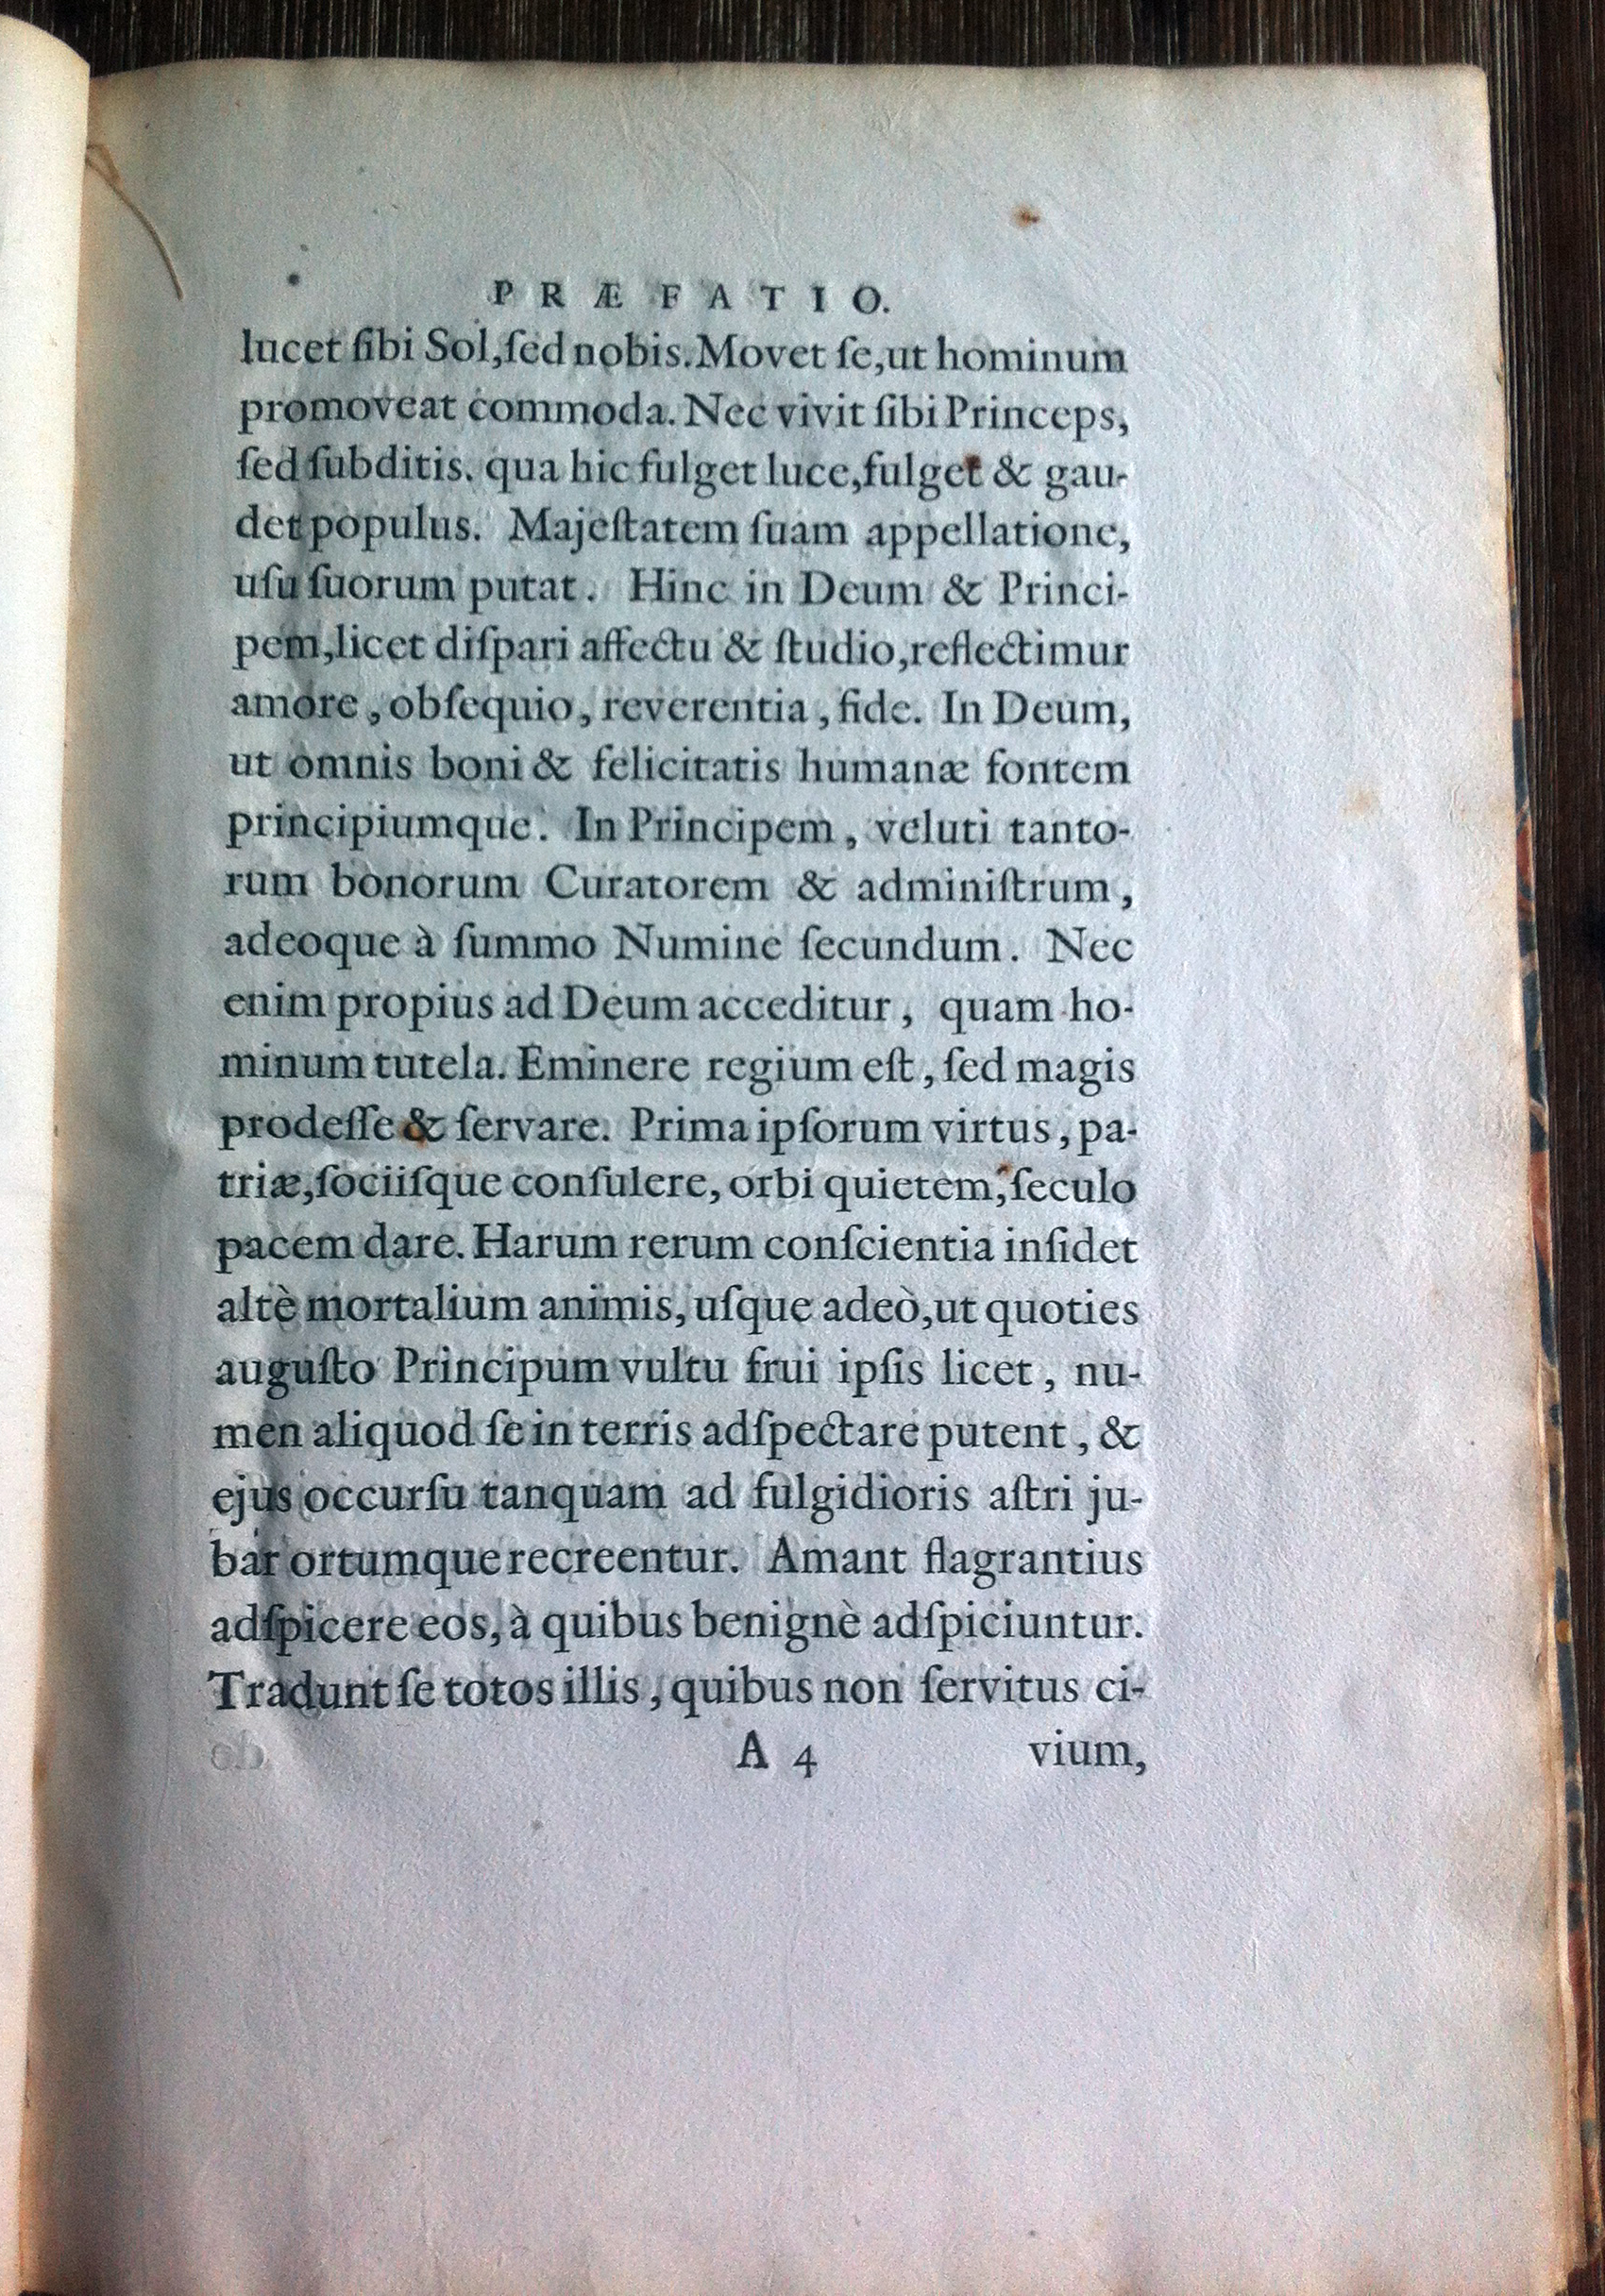 PRÆFATIO.
lucet ſibi Sol, ſed nobis. Movet ſe, ut hominum
promoveat commoda. Nec vivit ſibi Princeps,
ſed ſubditis. qua hic fulget luce, fulget & gau-
det populus. Majeſtatem ſuam appellatione,
uſu ſuorum putat. Hinc in Deum & Princi-
pem, licet diſpari affectu & ſtudio, reflectimur
amore, obſequio, reverentia, fide. In Deum,
ut omnis boni & felicitatis humanæ fontem
principiumque. In Principem, veluti tanto-
rum bonorum Curatorem & adminiſtrum,
adeoque à ſummo Numine ſecundum. Nec
enim propius ad Deum acceditur, quam ho-
minum tutela. Eminere regium eſt, ſed magis
prodeſſe & ſervare. Prima ipſorum virtus, pa-
triæ, ſociiſque conſulere, orbi quietem, ſeculo
pacem dare. Harum rerum conſcientia inſidet
altè mortalium animis, uſque adeò, ut quoties
auguſto Principum vultu frui ipſis licet, nu-
men aliquod ſe in terris adſpectare putent, &
ejus occurſu tanquam ad fulgidioris aſtri ju-
bar ortumque recreentur. Amant flagrantius
adſpicere eos, à quibus benignè adſpiciuntur.
Tradunt ſe totos illis, quibus non ſervitus ci-
A 4 vium,